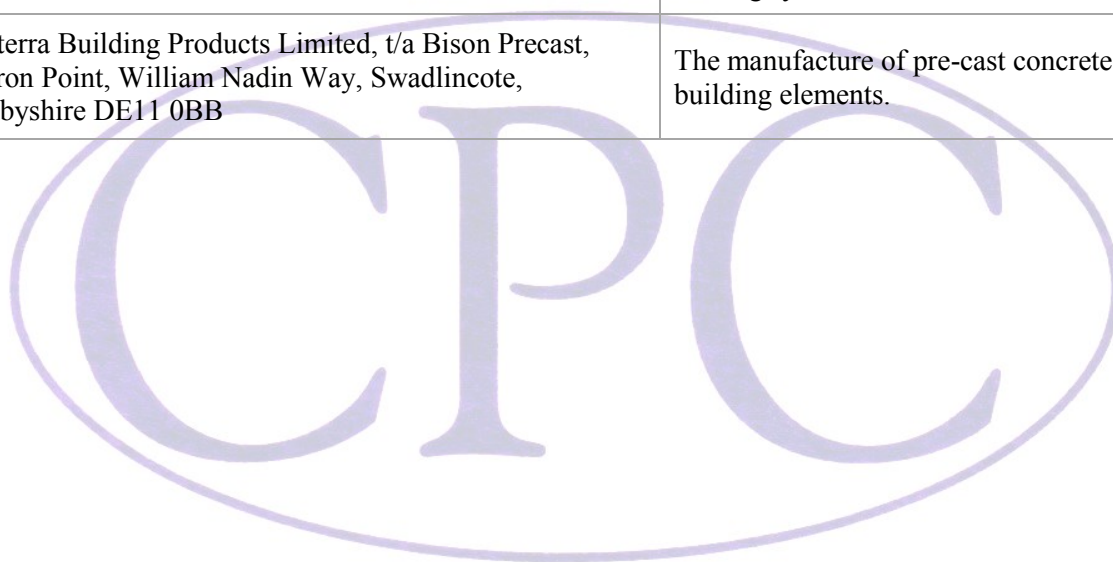 terra Building Products Limited, t/a Bison Precast,
ron Point, William Nadin Way, Swadlincote,
byshire DE11 0BB
The manufacture of pre-cast concrete
building elements.
CPC